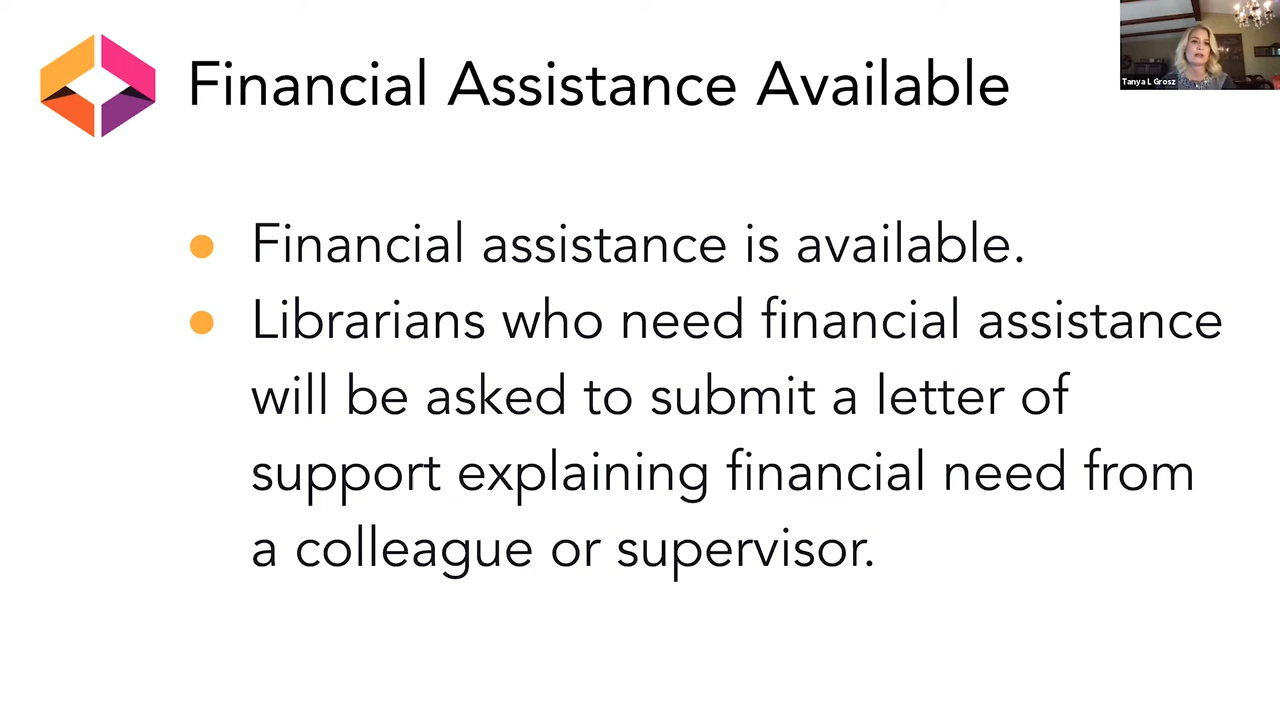 Financial Assistance Available
Tanya L Grosz
Financial assistance is available.
Librarians who need financial assistance
will be asked to submit a letter of
support explaining financial need from
a colleague or supervisor.